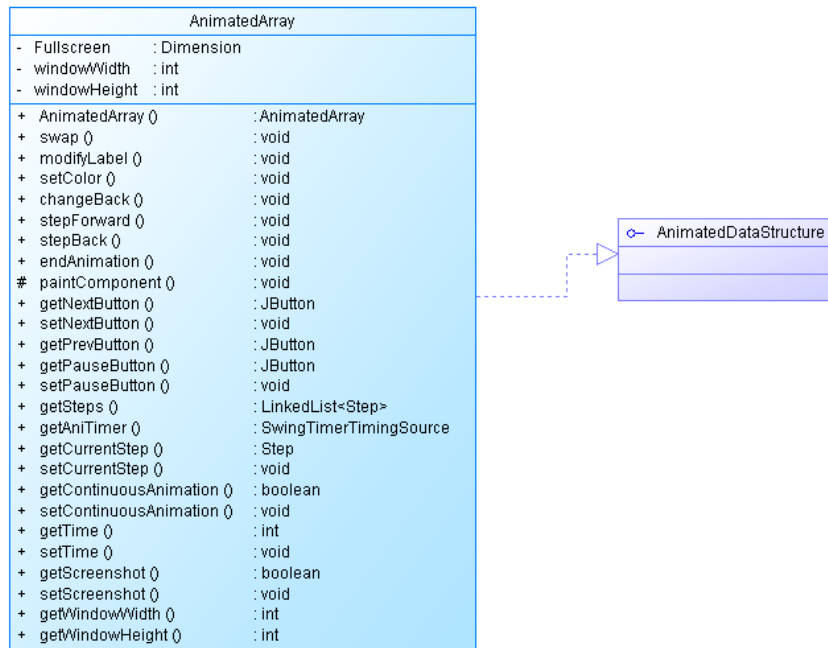 AnimatedArray
- Fullscreen : Dimension
- windowWidth : int
- windowHeight : int
+ AnimatedArray () : AnimatedArray
+ swap () : void
+ modifyLabel () : void
+ setColor () : void
+ changeBack () : void
+ stepForward () : void
+ stepBack () : void
+ endAnimation () : void
# paintComponent () : void
+ getNextButton () : JButton
+ setNextButton () : void
+ getPrevButton () : JButton
+ getPauseButton () : JButton
+ setPauseButton () : void
+ getSteps () : LinkedList<Step>
+ getAniTimer () : SwingTimerTimingSource
+ getCurrentStep () : Step
+ setCurrentStep () : void
+ getContinuousAnimation () : boolean
+ setContinuousAnimation () : void
+ getTime () : int
+ setTime () : void
+ getScreenshot () : boolean
+ setScreenshot () : void
+ getWindowWidth () : int
+ getWindowHeight () : int
AnimatedDataStructure